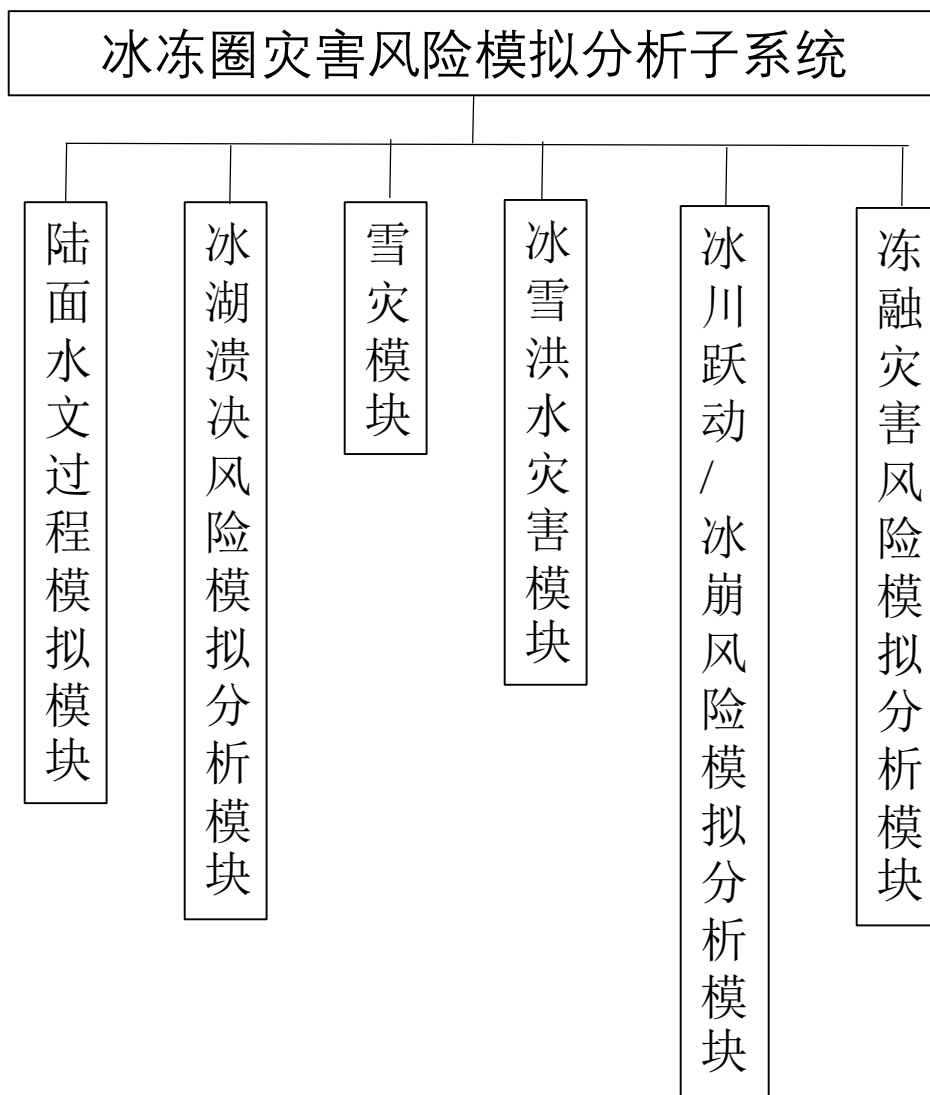 冰冻圈灾害风险模拟分析子系统
陆面水文过程模拟模块
冰湖溃决风险模拟分析模块
雪灾模块
冰雪洪水灾害模块
冰川跃动/冰崩风险模拟分析模块
冻融灾害风险模拟分析模块